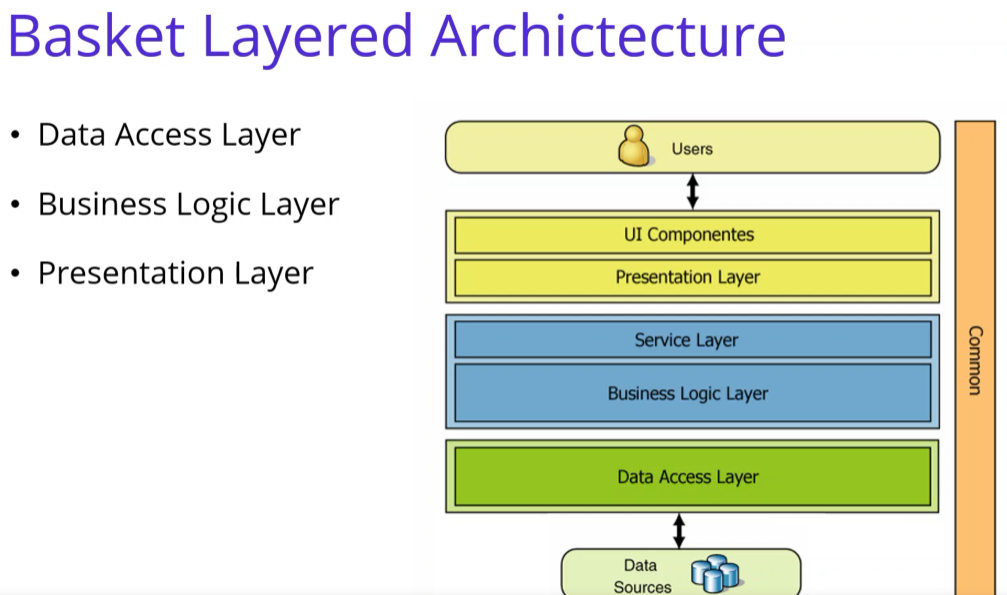 Basket Layered Archictecture
• Data Access Layer
• Business Logic Layer
• Presentation Layer
Users
UI Componentes
Presentation Layer
Service Layer
Business Logic Layer
Data Access Layer
Data
Sources
Common